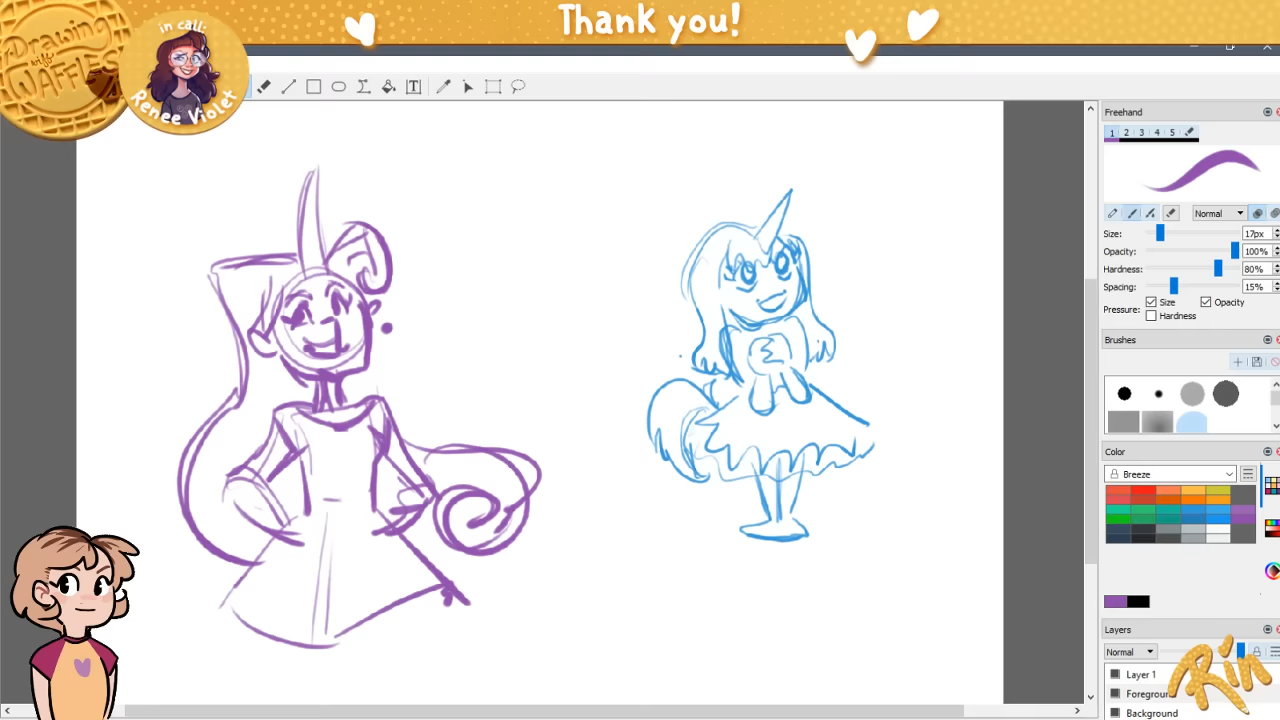 Thank you!
Drawing
with
WAFFLES
in call:
Renee Violet
T
Freehand
1 2 3 4 5
Normal
Size: 17px
Opacity: 100%
Hardness: 80%
Spacing: 15%
Pressure: Size Opacity
Hardness
Brushes
Color
Breeze
Layers
Normal
Layer 1
Foregroun
Background
Rin